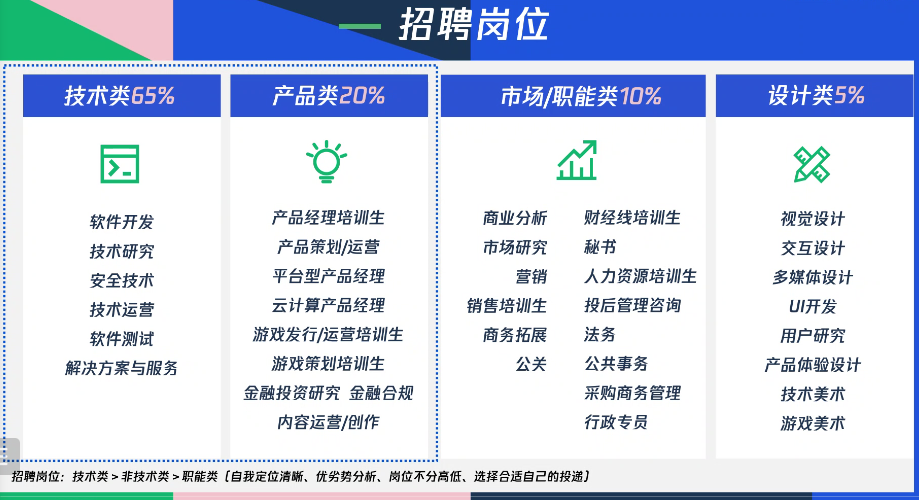 招聘岗位
技术类65%
软件开发
技术研究
安全技术
技术运营
软件测试
解决方案与服务
产品类20%
产品经理培训生
产品策划/运营
平台型产品经理
云计算产品经理
游戏发行/运营培训生
游戏策划培训生
金融投资研究 金融合规
内容运营/创作
市场/职能类10%
商业分析
市场研究
营销
销售培训生
商务拓展
公关
财经线培训生
秘书
人力资源培训生
投后管理咨询
法务
公共事务
采购商务管理
行政专员
设计类5%
视觉设计
交互设计
多媒体设计
UI开发
用户研究
产品体验设计
技术美术
游戏美术
招聘岗位：技术类＞非技术类＞职能类【自我定位清晰、优劣势分析、岗位不分高低、选择合适自己的投递】